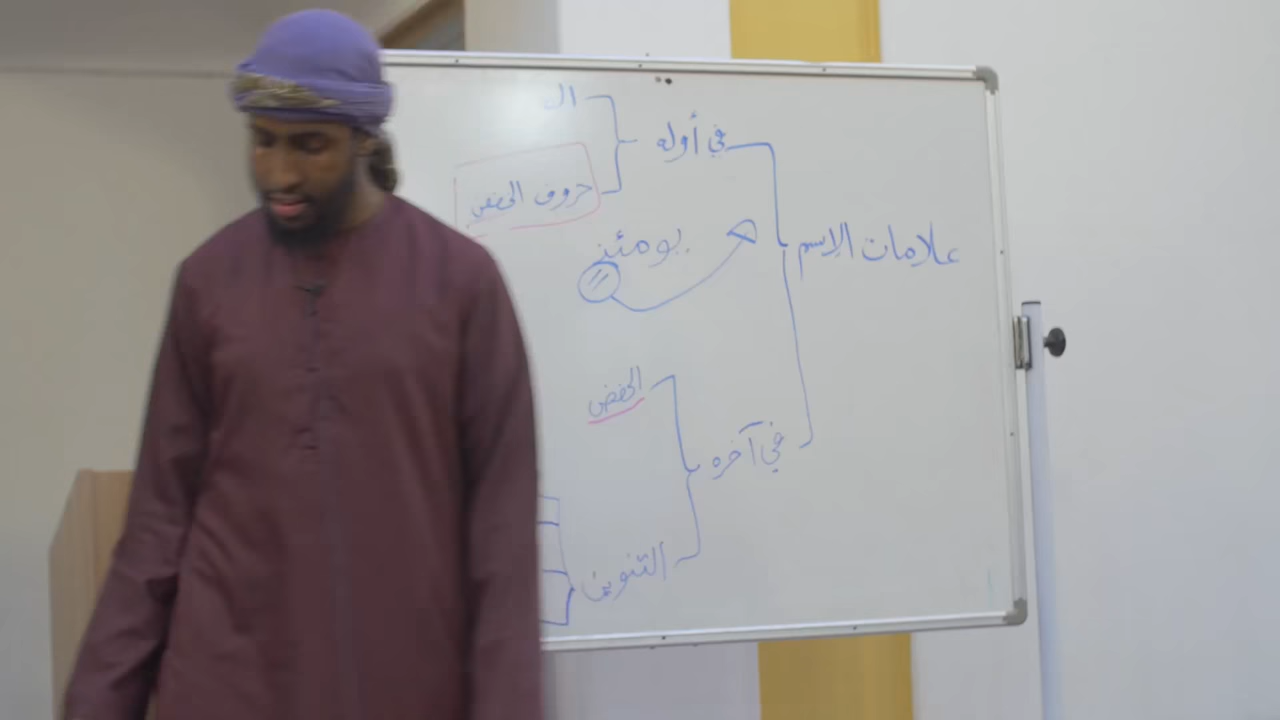 علامات الاسم
في أوله
ال
حروف الخفض
يومئذ
في آخره
الخفض
التنوين